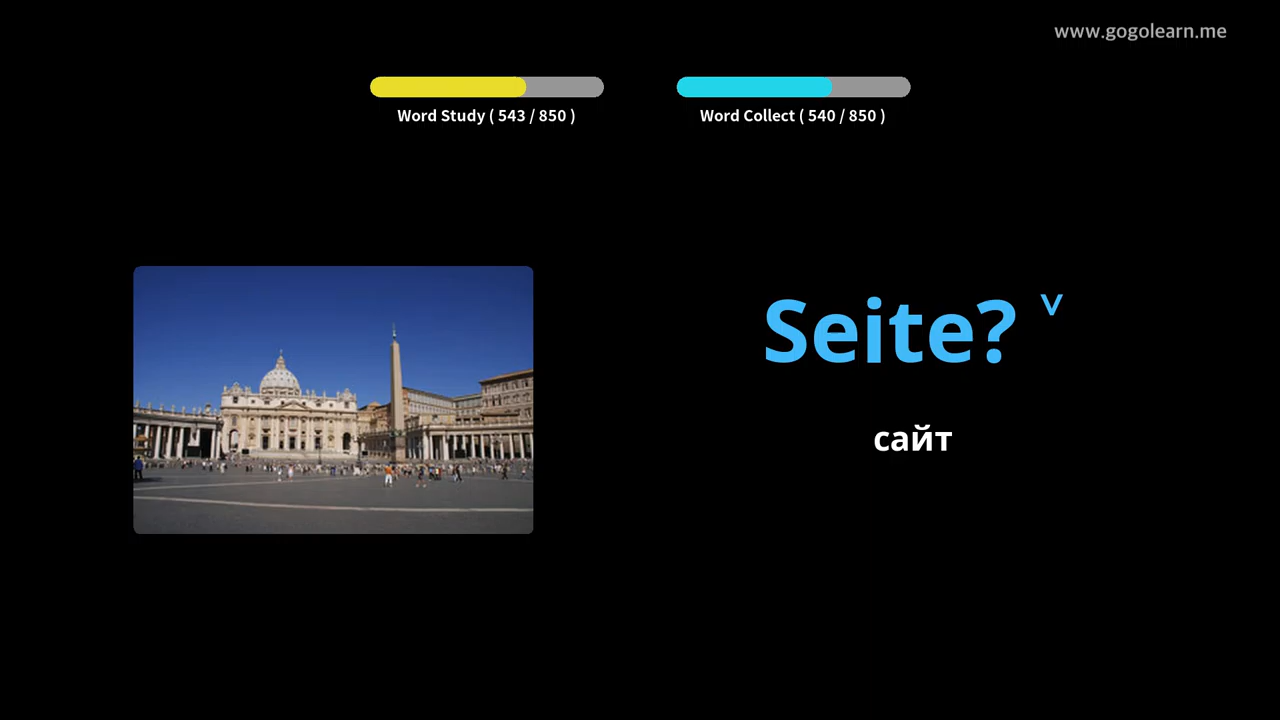 www.gogolearn.me
Word Study ( 543 / 850 )
Word Collect ( 540 / 850 )
Seite? v
сайт